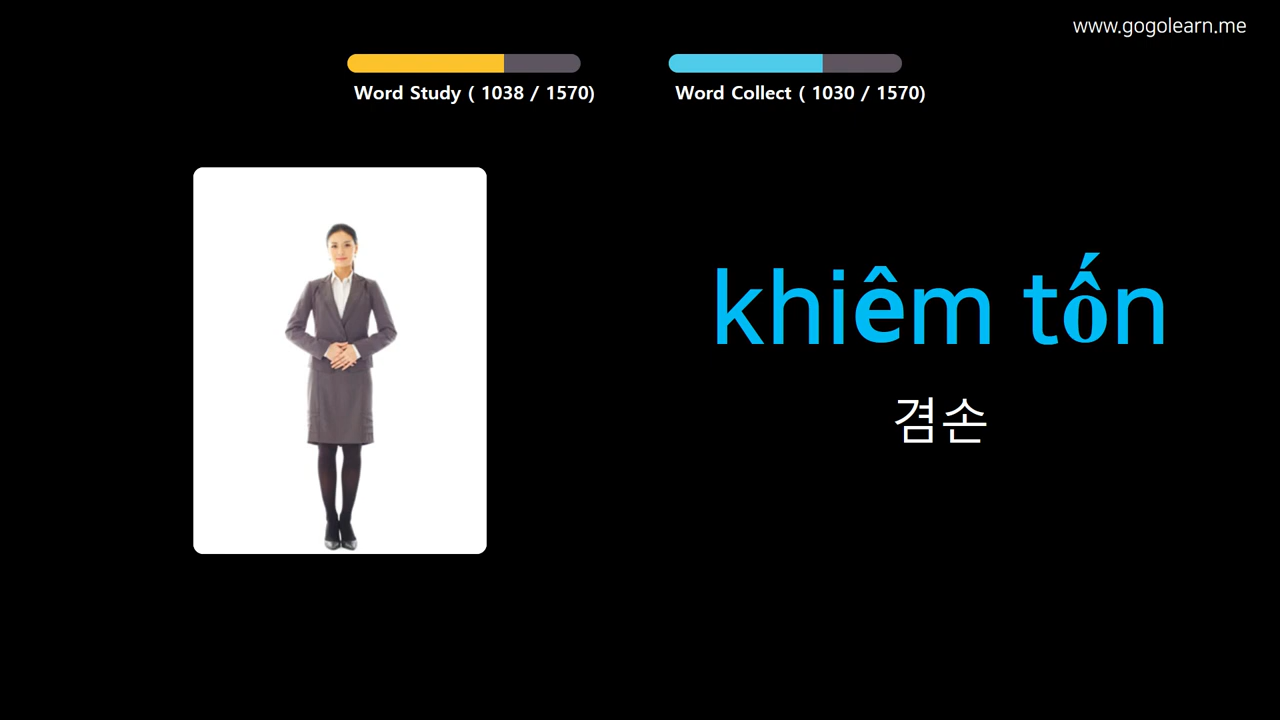 www.gogolearn.me
Word Study ( 1038 / 1570)
Word Collect ( 1030 / 1570)
khiêm tốn
겸손